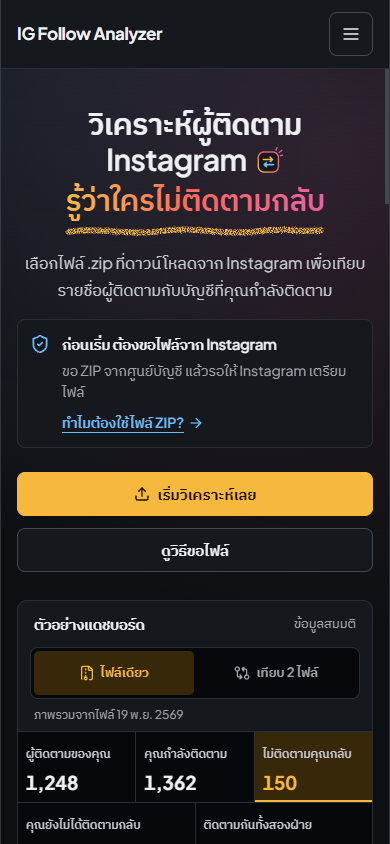 IG Follow Analyzer
วิเคราะห์ผู้ติดตาม
Instagram
รู้ว่าใครไม่ติดตามกลับ
เลือกไฟล์ .zip ที่ดาวน์โหลดจาก Instagram เพื่อเทียบ
รายชื่อผู้ติดตามกับบัญชีที่คุณกำลังติดตาม
ก่อนเริ่ม ต้องขอไฟล์จาก Instagram
ขอ ZIP จากศูนย์บัญชี แล้วรอให้ Instagram เตรียม
ไฟล์
ทำไมต้องใช้ไฟล์ ZIP? →
เริ่มวิเคราะห์เลย
ดูวิธีขอไฟล์
ตัวอย่างแดชบอร์ด ข้อมูลสมมติ
ไฟล์เดียว เทียบ 2 ไฟล์
ภาพรวมจากไฟล์ 19 พ.ย. 2569
ผู้ติดตามของคุณ คุณกำลังติดตาม ไม่ติดตามคุณกลับ
1,248 1,362 150
คุณยังไม่ได้ติดตามกลับ ติดตามกันทั้งสองฝ่าย